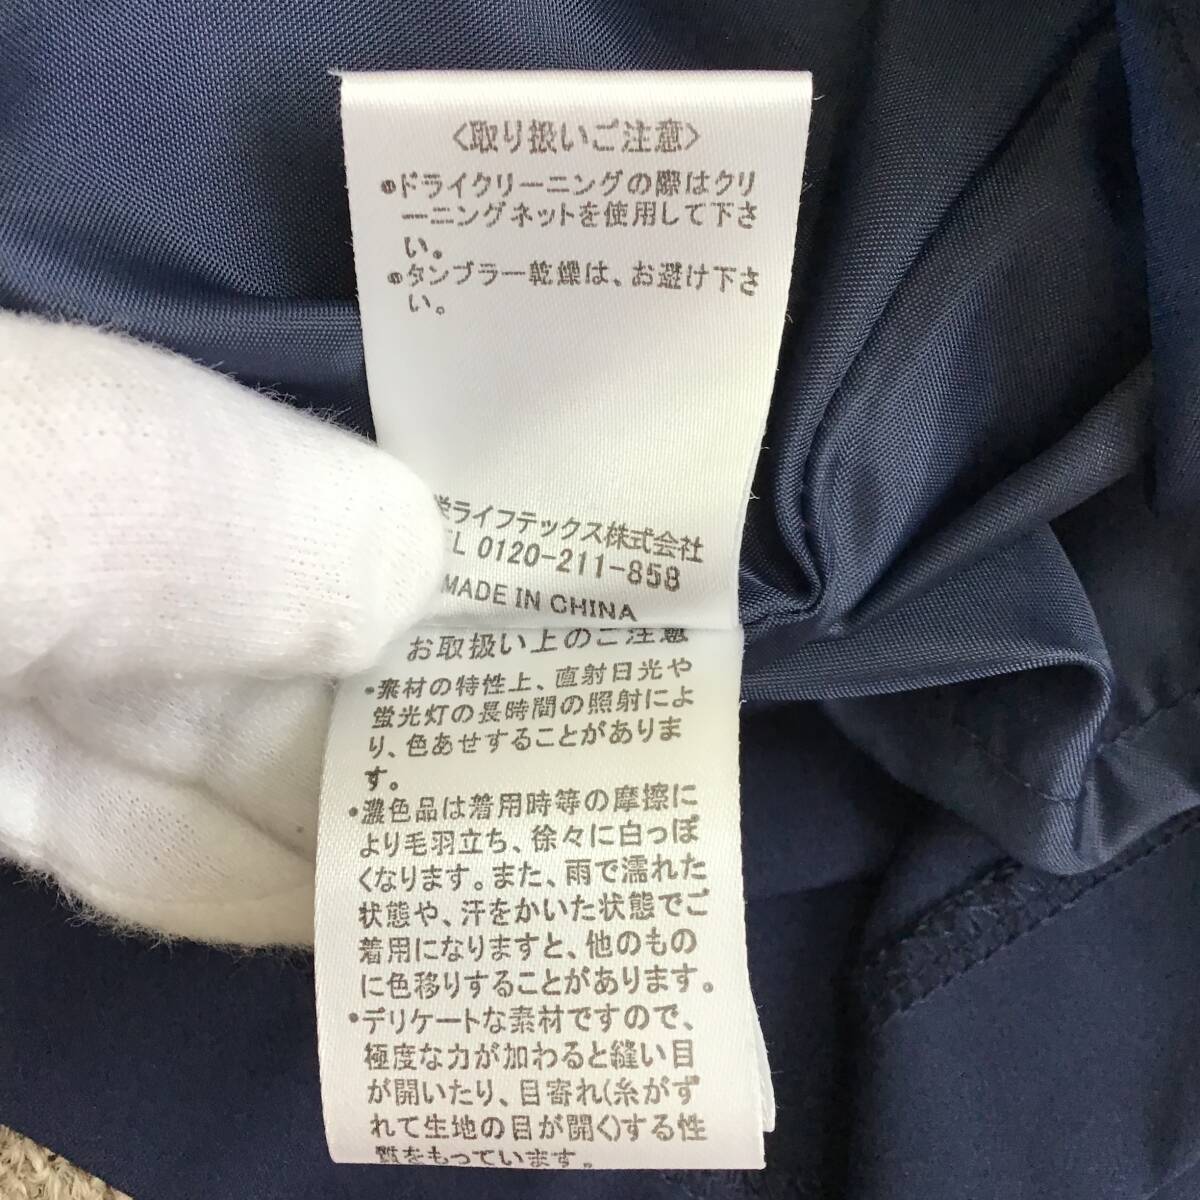 〈取り扱いご注意〉
●ドライクリーニングの際はクリ
ーニングネットを使用して下さ
い。
●タンブラー乾燥は、お避け下さ
い。
栄ライフテックス株式会社
EL 0120-211-858
MADE IN CHINA
お取扱い上のご注意
・素材の特性上、直射日光や
蛍光灯の長時間の照射によ
り、色あせすることがありま
す。
・濃色品は着用時等の摩擦に
より毛羽立ち、徐々に白っぽ
くなります。また、雨で濡れた
状態や、汗をかいた状態でご
着用になりますと、他のもの
に色移りすることがあります。
・デリケートな素材ですので、
極度な力が加わると縫い目
が開いたり、目寄れ(糸がず
れて生地の目が開く)する性
質をもっています。